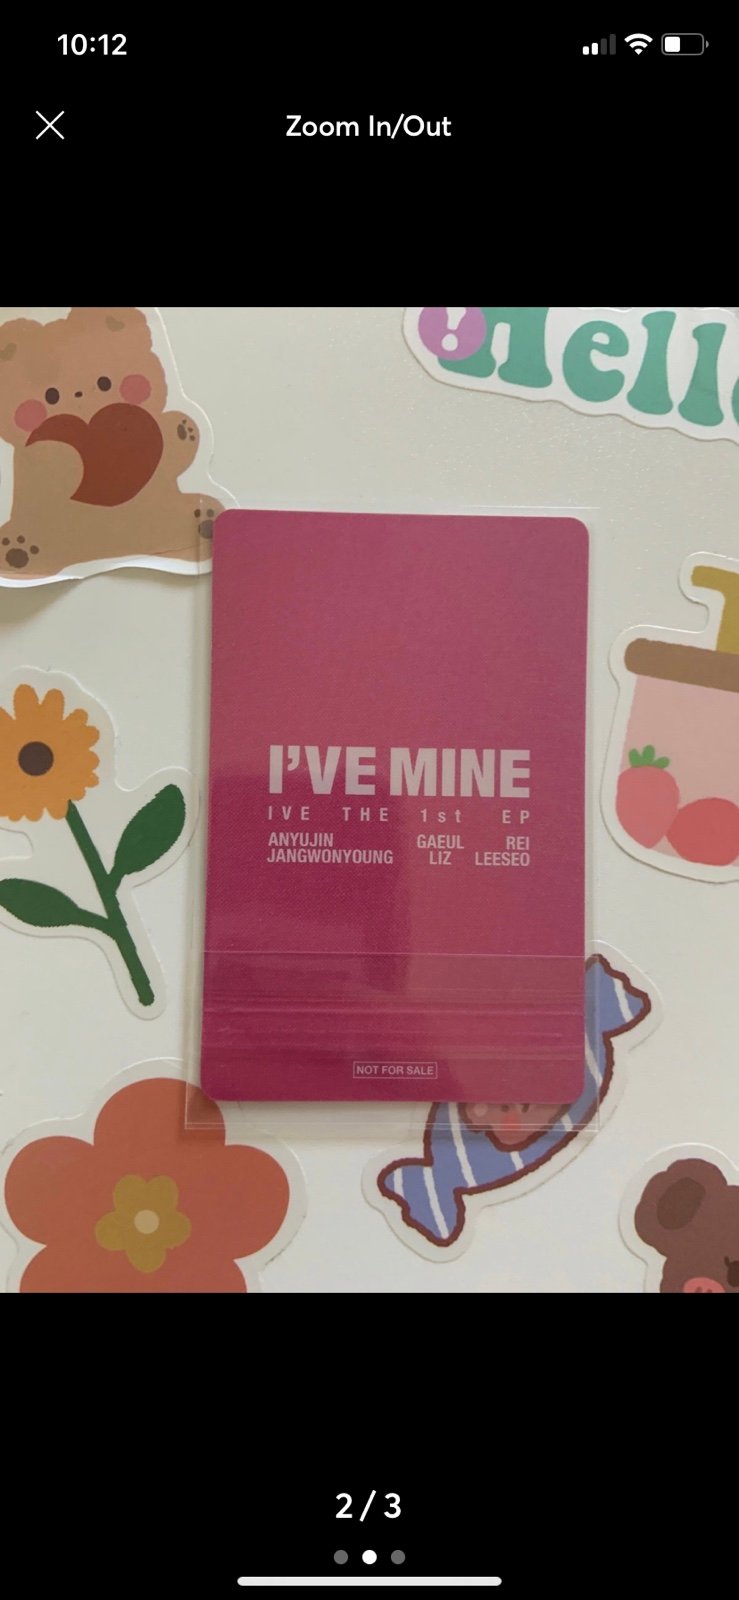 10:12
Zoom In/Out
Hell
I'VE MINE
IVE THE 1st EP
ANYUJIN GAEUL REI
JANGWONYOUNG LIZ LEESEO
NOT FOR SALE
2/3